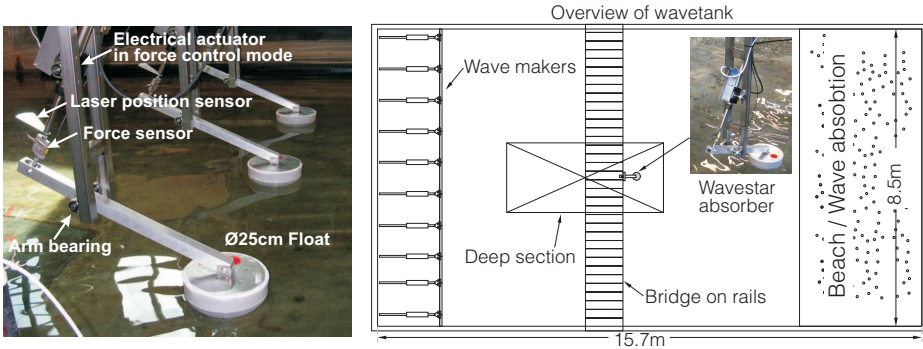 Electrical actuator
in force control mode
Laser position sensor
Force sensor
Arm bearing
Ø25cm Float
Overview of wavetank
Wave makers
Deep section
Bridge on rails
Wavestar
absorber
Beach / Wave absobtion
8.5m
15.7m